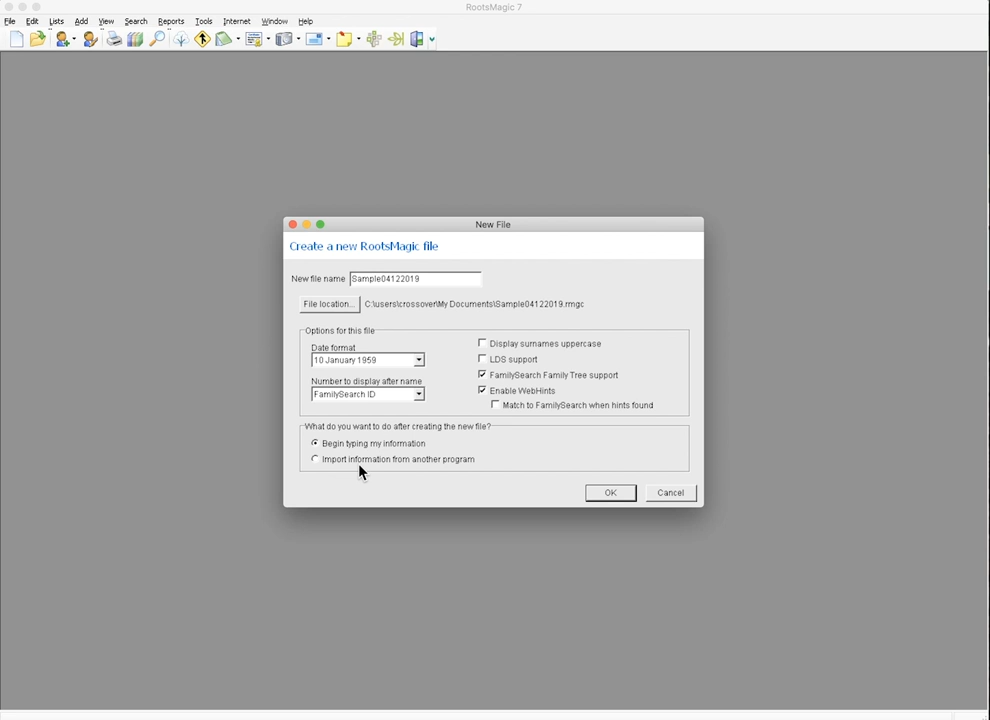 RootsMagic 7
File Edit Lists Add View Search Reports Tools Internet Window Help
New File
Create a new RootsMagic file
New file name Sample04122019
File location... C:\users\crossover\My Documents\Sample04122019.rmgc
Options for this file
Date format
10 January 1959
Number to display after name
FamilySearch ID
Display surnames uppercase
LDS support
FamilySearch Family Tree support
Enable WebHints
Match to FamilySearch when hints found
What do you want to do after creating the new file?
Begin typing my information
Import information from another program
OK Cancel